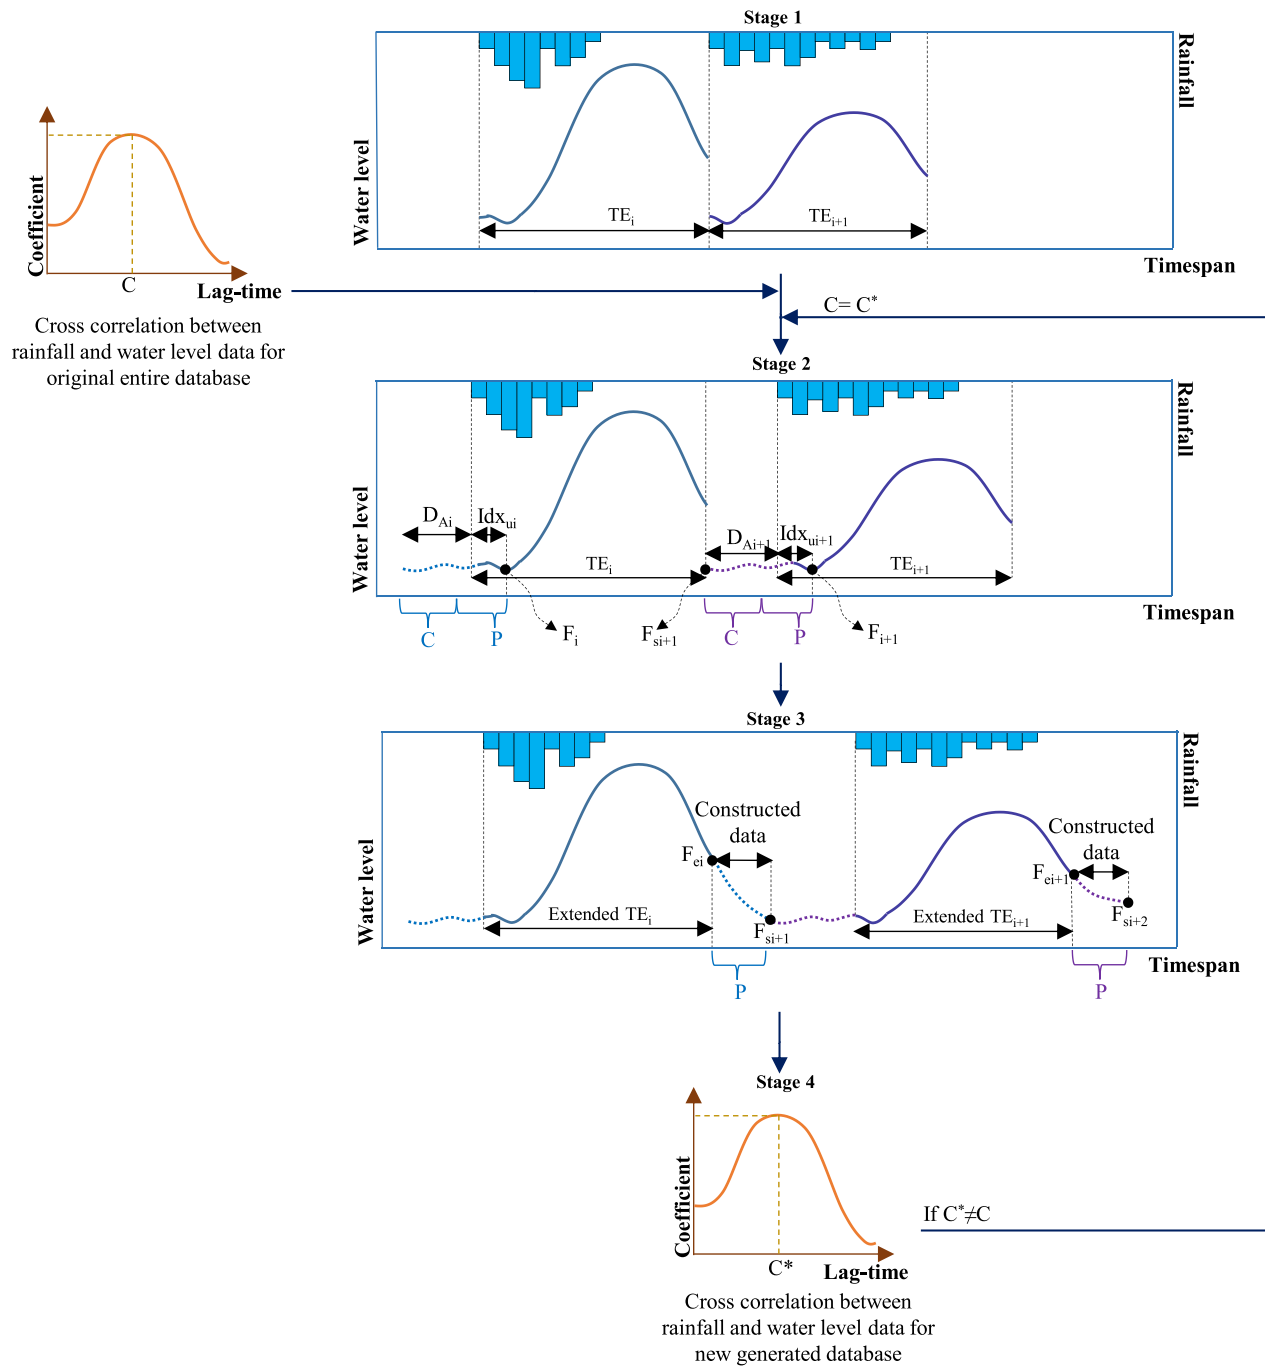 Stage 1
Rainfall
Water level
TEi
TEi+1
Timespan
Coefficient
C
Lag-time
Cross correlation between
rainfall and water level data for
original entire database
C= C*
Stage 2
Rainfall
Water level
DAi
Idxui
DAi+1
Idxui+1
TEi
TEi+1
Timespan
C
P
Fi
Fsi+1
C
P
Fi+1
Stage 3
Rainfall
Water level
Constructed
data
Constructed
data
Fei
Fei+1
Extended TEi
Fsi+1
Extended TEi+1
Fsi+2
Timespan
P
P
Stage 4
Coefficient
If C*≠C
C*
Lag-time
Cross correlation between
rainfall and water level data for
new generated database